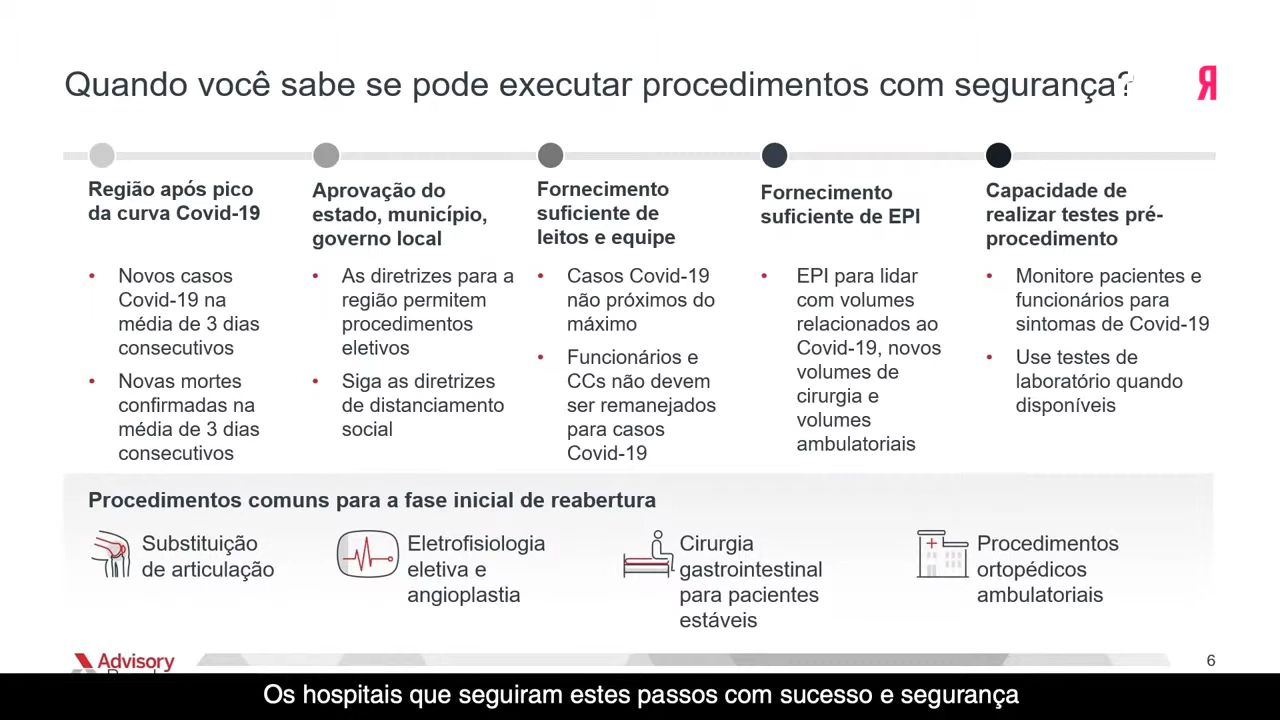 Quando você sabe se pode executar procedimentos com segurança?
Região após pico
da curva Covid-19
Novos casos
Covid-19 na
média de 3 dias
consecutivos
Novas mortes
confirmadas na
média de 3 dias
consecutivos
Aprovação do
estado, município,
governo local
As diretrizes para a
região permitem
procedimentos
eletivos
Siga as diretrizes
de distanciamento
social
Fornecimento
suficiente de
leitos e equipe
Casos Covid-19
não próximos do
máximo
Funcionários e
CCs não devem
ser remanejados
para casos
Covid-19
Fornecimento
suficiente de EPI
EPI para lidar
com volumes
relacionados ao
Covid-19, novos
volumes de
cirurgia e
volumes
ambulatoriais
Capacidade de
realizar testes pré-
procedimento
Monitore pacientes e
funcionários para
sintomas de Covid-19
Use testes de
laboratório quando
disponíveis
Procedimentos comuns para a fase inicial de reabertura
Substituição
de articulação
Eletrofisiologia
eletiva e
angioplastia
Cirurgia
gastrointestinal
para pacientes
estáveis
Procedimentos
ortopédicos
ambulatoriais
Advisory
6
Os hospitais que seguiram estes passos com sucesso e segurança